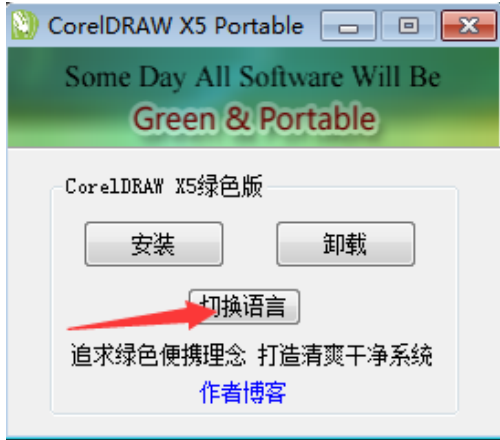 CorelDRAW X5 Portable
Some Day All Software Will Be
Green & Portable
CorelDRAW X5绿色版
安装 卸载
切换语言
追求绿色便携理念 打造清爽干净系统
作者博客